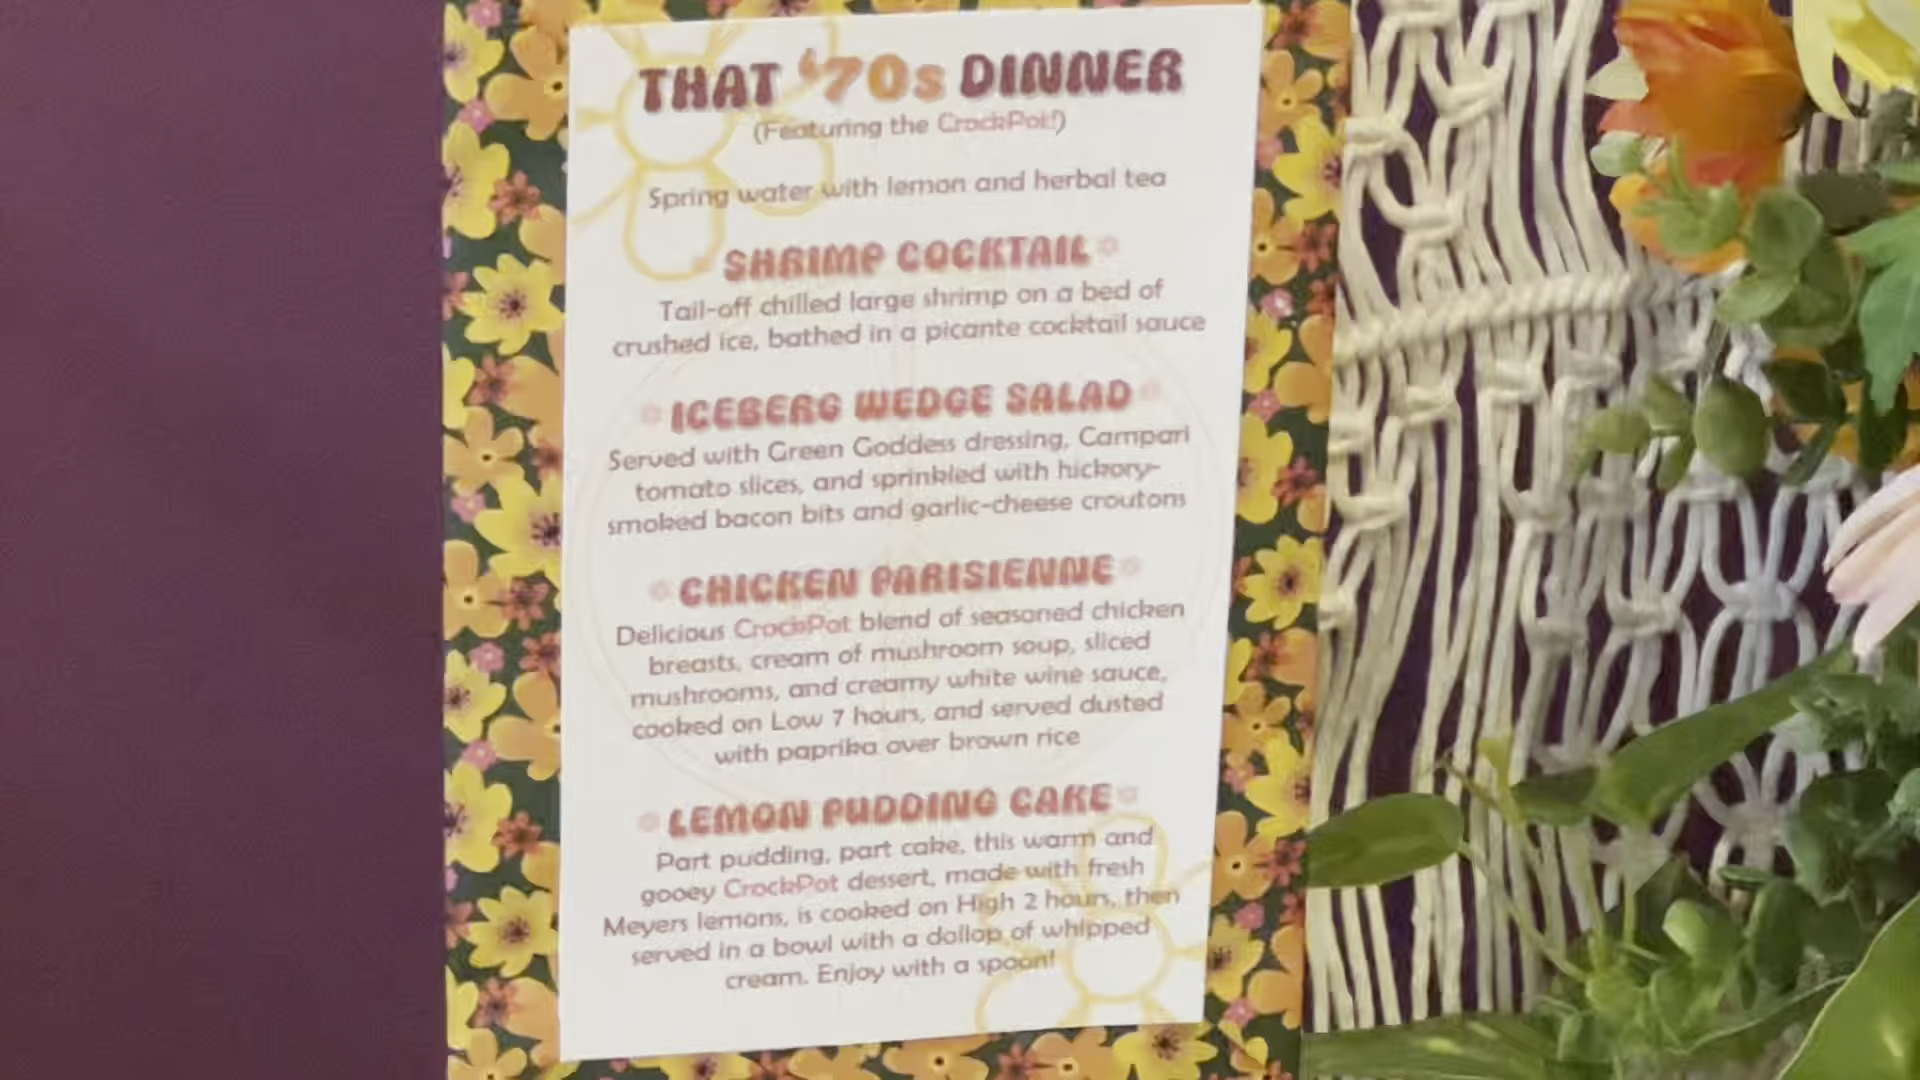 THAT '70s DINNER
(Featuring the CrockPot!)
Spring water with lemon and herbal tea
SHRIMP COCKTAIL
Tail-off chilled large shrimp on a bed of
crushed ice, bathed in a picante cocktail sauce
ICEBERG WEDGE SALAD
Served with Green Goddess dressing, Campari
tomato slices, and sprinkled with hickory-
smoked bacon bits and garlic-cheese croutons
CHICKEN PARISIENNE
Delicious CrockPot blend of seasoned chicken
breasts, cream of mushroom soup, sliced
mushrooms, and creamy white wine sauce,
cooked on Low 7 hours, and served dusted
with paprika over brown rice
LEMON PUDDING CAKE
Part pudding, part cake, this warm and
gooey CrockPot dessert, made with fresh
Meyers lemons, is cooked on High 2 hours, then
served in a bowl with a dollop of whipped
cream. Enjoy with a spoon!